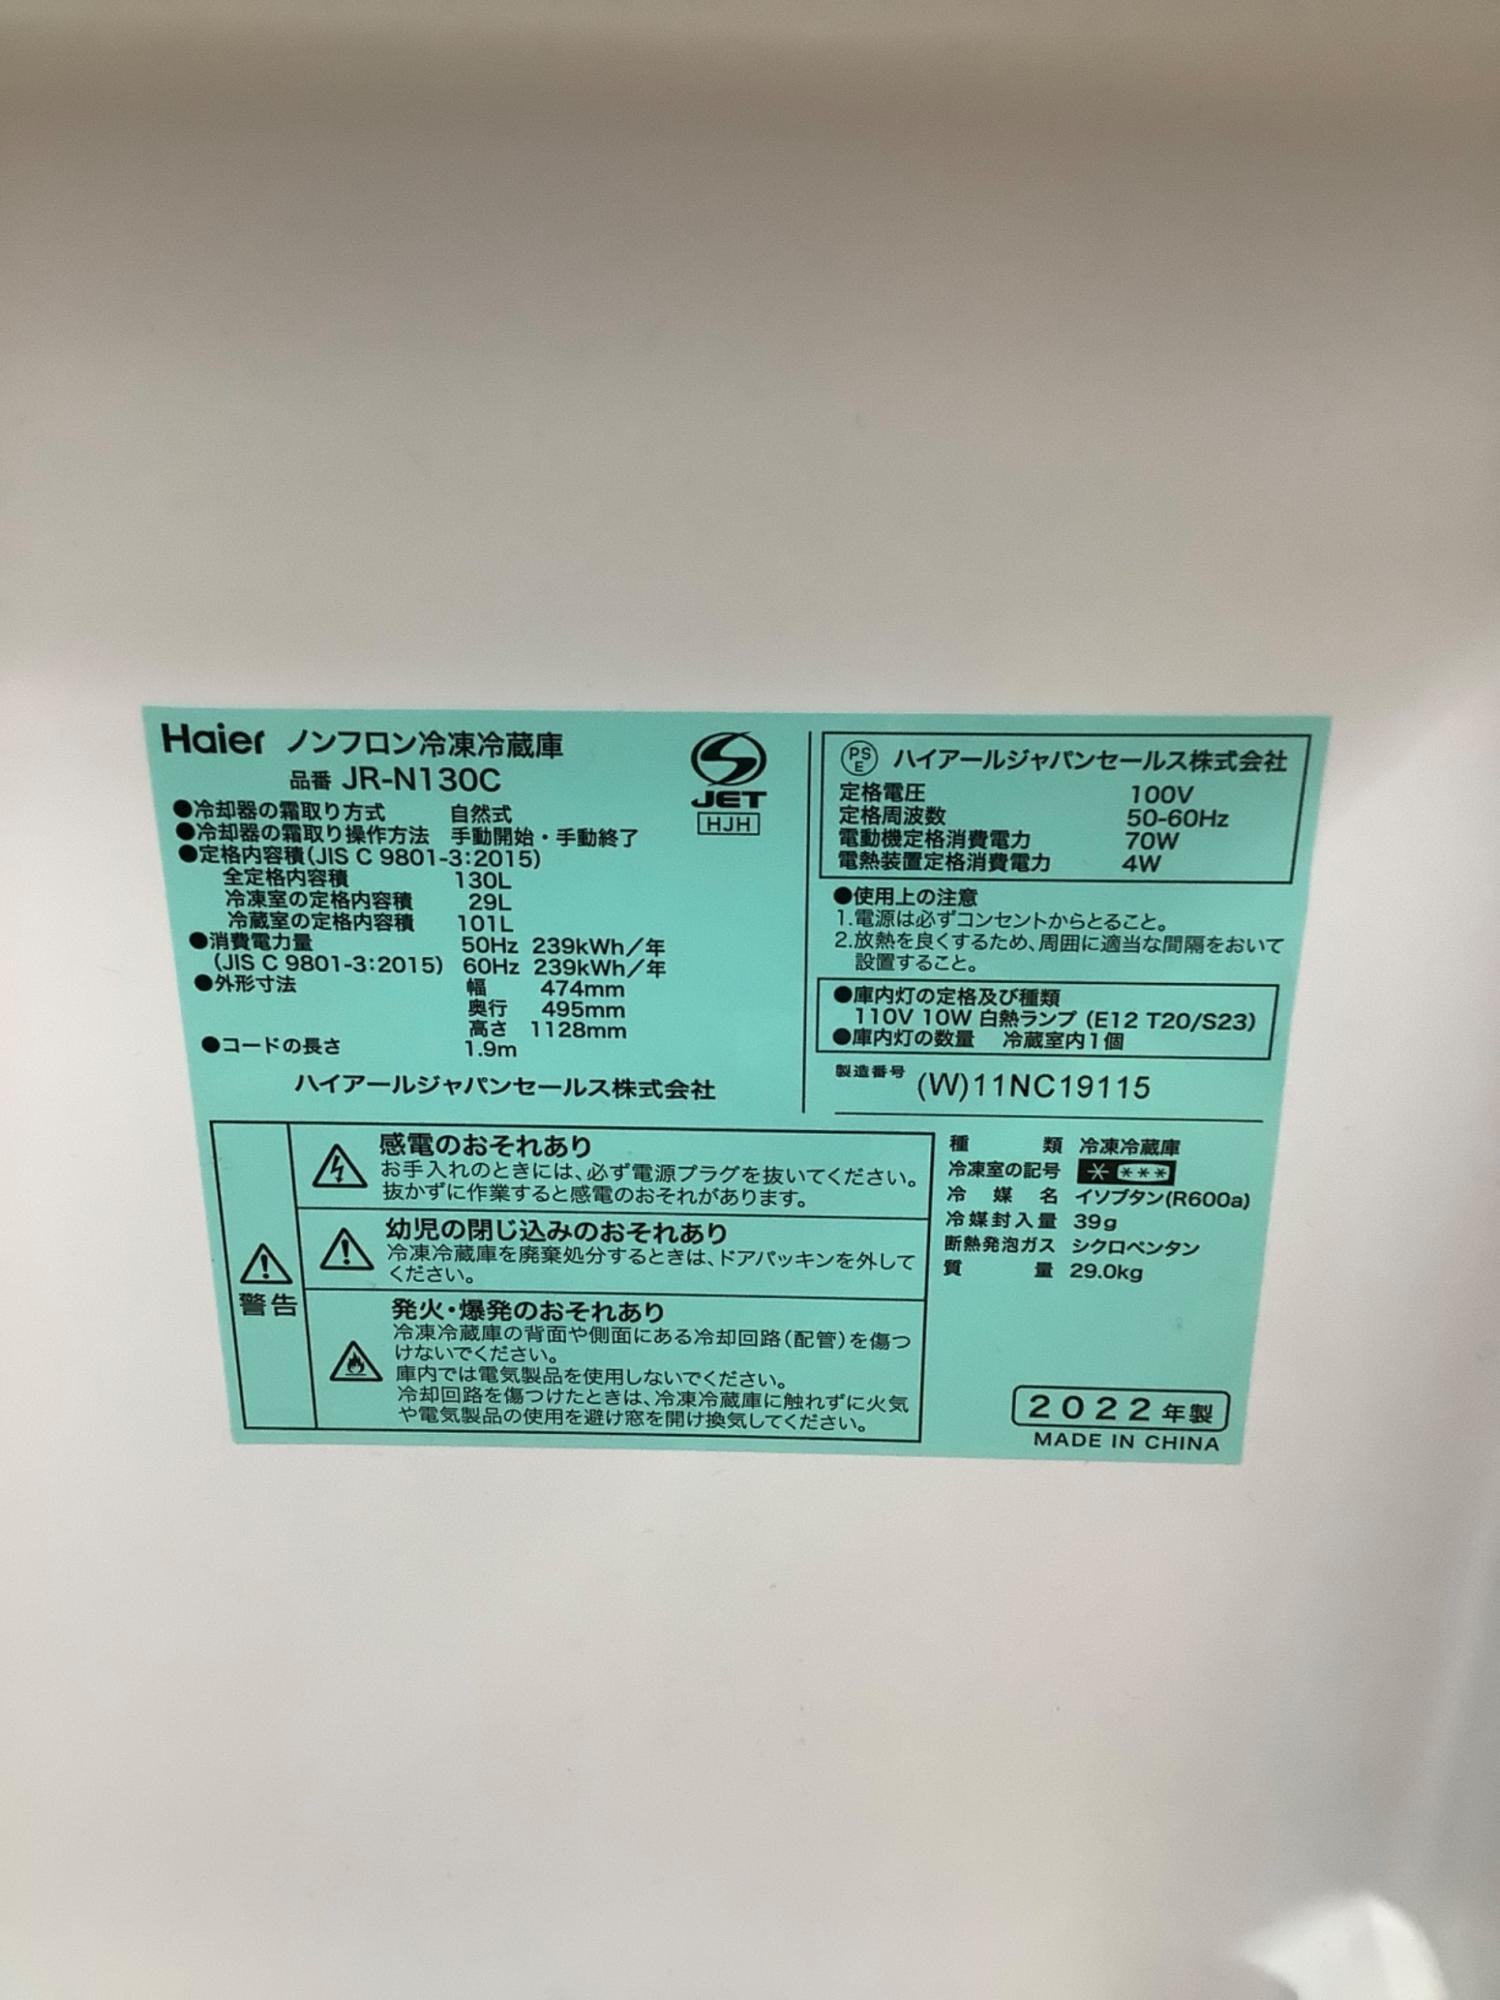 Haier ノンフロン冷凍冷蔵庫
品番 JR-N130C
●冷却器の霜取り方式 自然式
●冷却器の霜取り操作方法 手動開始・手動終了
●定格内容積(JIS C 9801-3:2015)
全定格内容積 130L
冷凍室の定格内容積 29L
冷蔵室の定格内容積 101L
●消費電力量 50Hz 239kWh/年
(JIS C 9801-3:2015) 60Hz 239kWh/年
●外形寸法 幅 474mm
奥行 495mm
高さ 1128mm
●コードの長さ 1.9m
ハイアールジャパンセールス株式会社
JET
HJH
PSE ハイアールジャパンセールス株式会社
定格電圧 100V
定格周波数 50-60Hz
電動機定格消費電力 70W
電熱装置定格消費電力 4W
●使用上の注意
1.電源は必ずコンセントからとること。
2.放熱を良くするため、周囲に適当な間隔をおいて
設置すること。
●庫内灯の定格及び種類
110V 10W 白熱ランプ (E12 T20/S23)
●庫内灯の数量 冷蔵室内1個
製造番号 (W)11NC19115
警告
感電のおそれあり
お手入れのときには、必ず電源プラグを抜いてください。
抜かずに作業すると感電のおそれがあります。
幼児の閉じ込みのおそれあり
冷凍冷蔵庫を廃棄処分するときは、ドアパッキンを外して
ください。
発火・爆発のおそれあり
冷凍冷蔵庫の背面や側面にある冷却回路(配管)を傷つ
けないでください。
庫内では電気製品を使用しないでください。
冷却回路を傷つけたときは、冷凍冷蔵庫に触れずに火気
や電気製品の使用を避け窓を開け換気してください。
種類 冷凍冷蔵庫
冷凍室の記号 * ***
冷媒名 イソブタン(R600a)
冷媒封入量 39g
断熱発泡ガス シクロペンタン
質量 29.0kg
2022年製
MADE IN CHINA